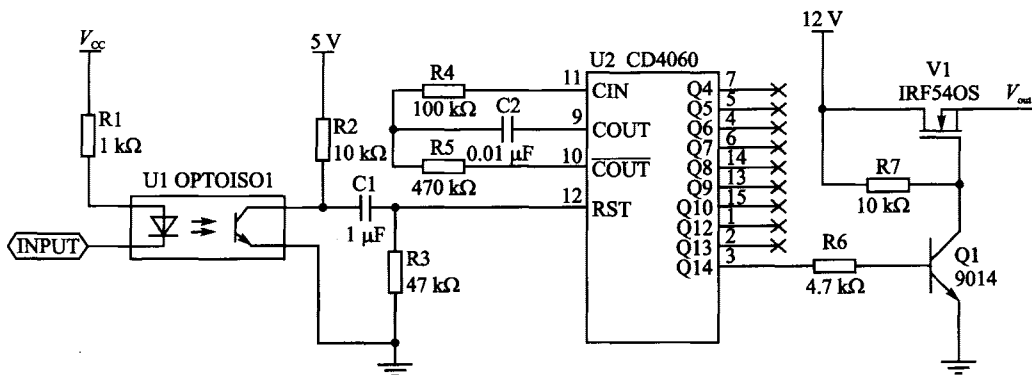 V_CC
R1
1 kΩ
INPUT
U1 OPTOISO1
5 V
R2
10 kΩ
C1
1 μF
R3
47 kΩ
R4
100 kΩ
C2
0.01 μF
R5
470 kΩ
11
9
10
12
U2 CD4060
CIN
COUT
COUT
RST
Q4
Q5
Q6
Q7
Q8
Q9
Q10
Q12
Q13
Q14
7
5
4
6
14
13
15
1
2
3
R6
4.7 kΩ
12 V
V1
IRF54OS
V_out
R7
10 kΩ
Q1
9014